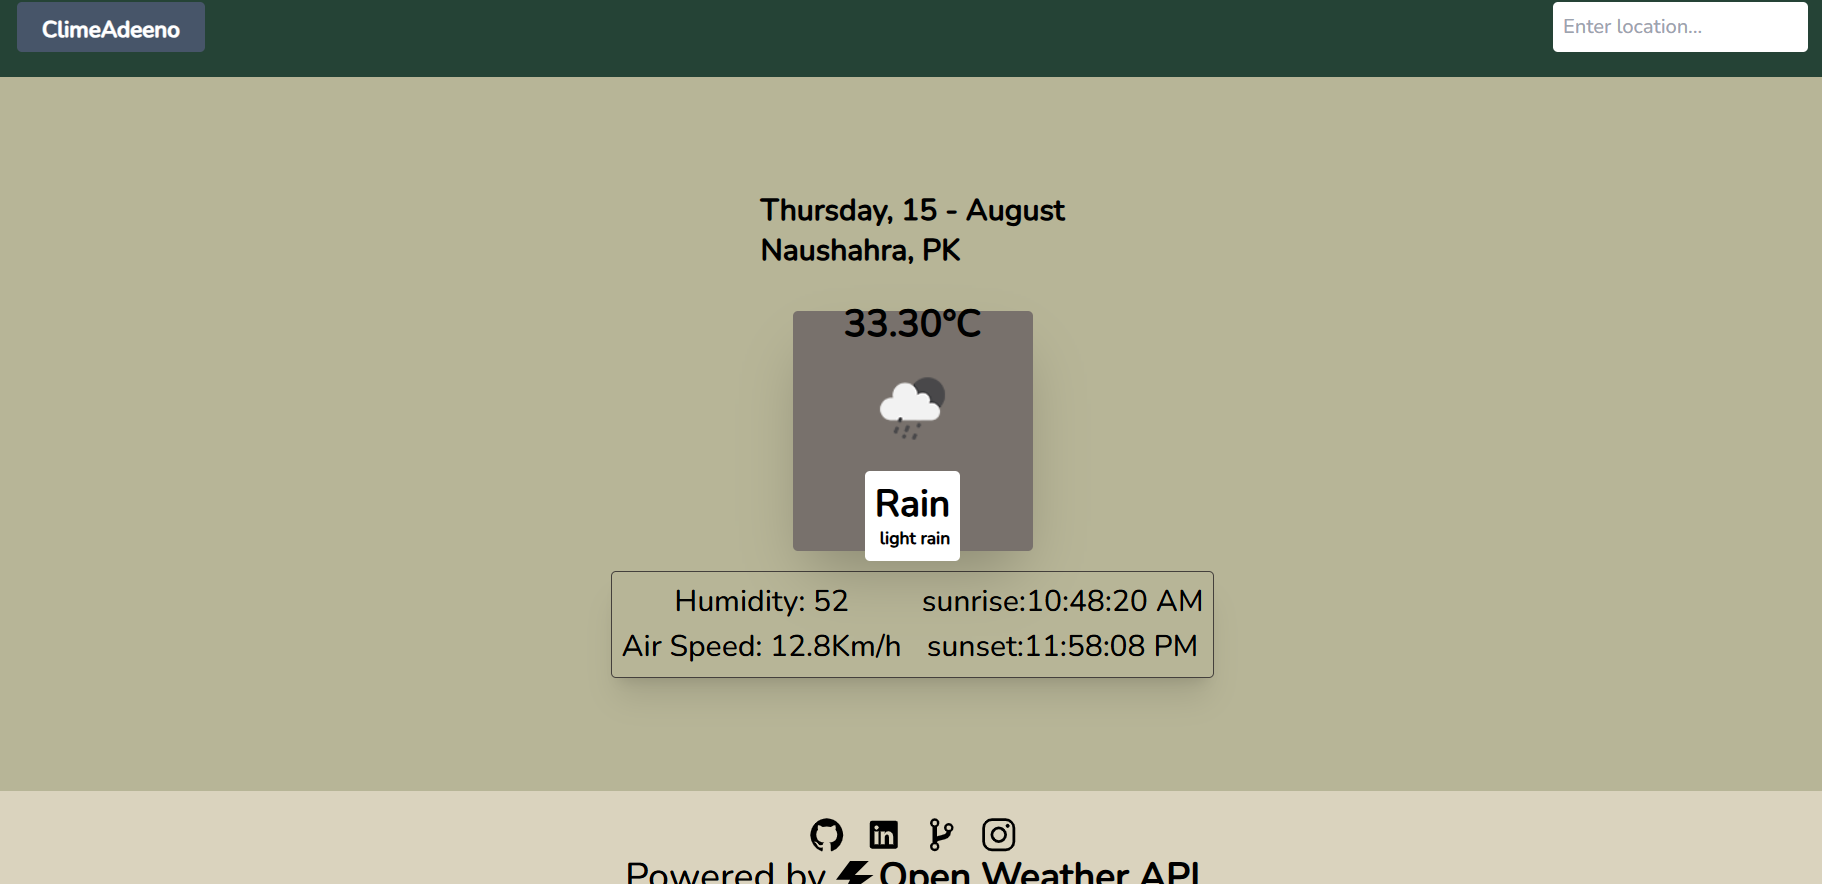 ClimeAdeeno
Enter location...
Thursday, 15 - August
Naushahra, PK
33.30°C
Rain
light rain
Humidity: 52 sunrise:10:48:20 AM
Air Speed: 12.8Km/h sunset:11:58:08 PM
in
Powered by Open Weather API